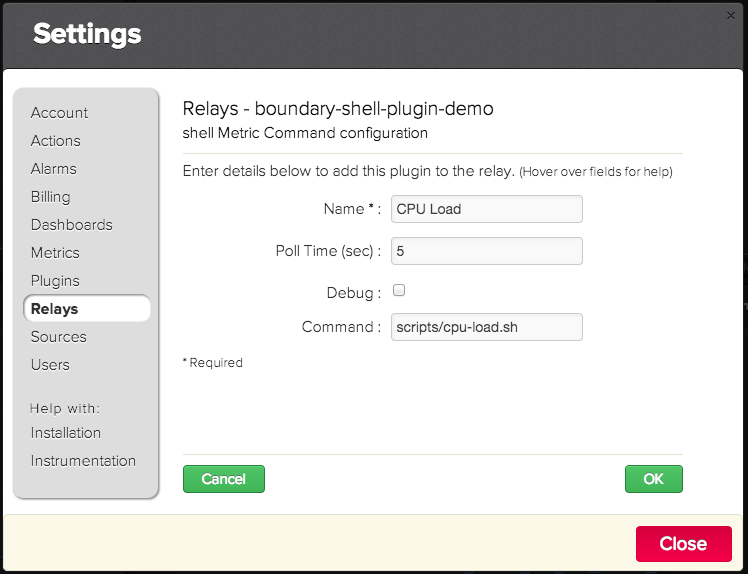 Settings
×
Account
Actions
Alarms
Billing
Dashboards
Metrics
Plugins
Relays
Sources
Users
Help with:
Installation
Instrumentation
Relays - boundary-shell-plugin-demo
shell Metric Command configuration
Enter details below to add this plugin to the relay. (Hover over fields for help)
Name * : CPU Load
Poll Time (sec) : 5
Debug :
Command : scripts/cpu-load.sh
* Required
Cancel OK
Close